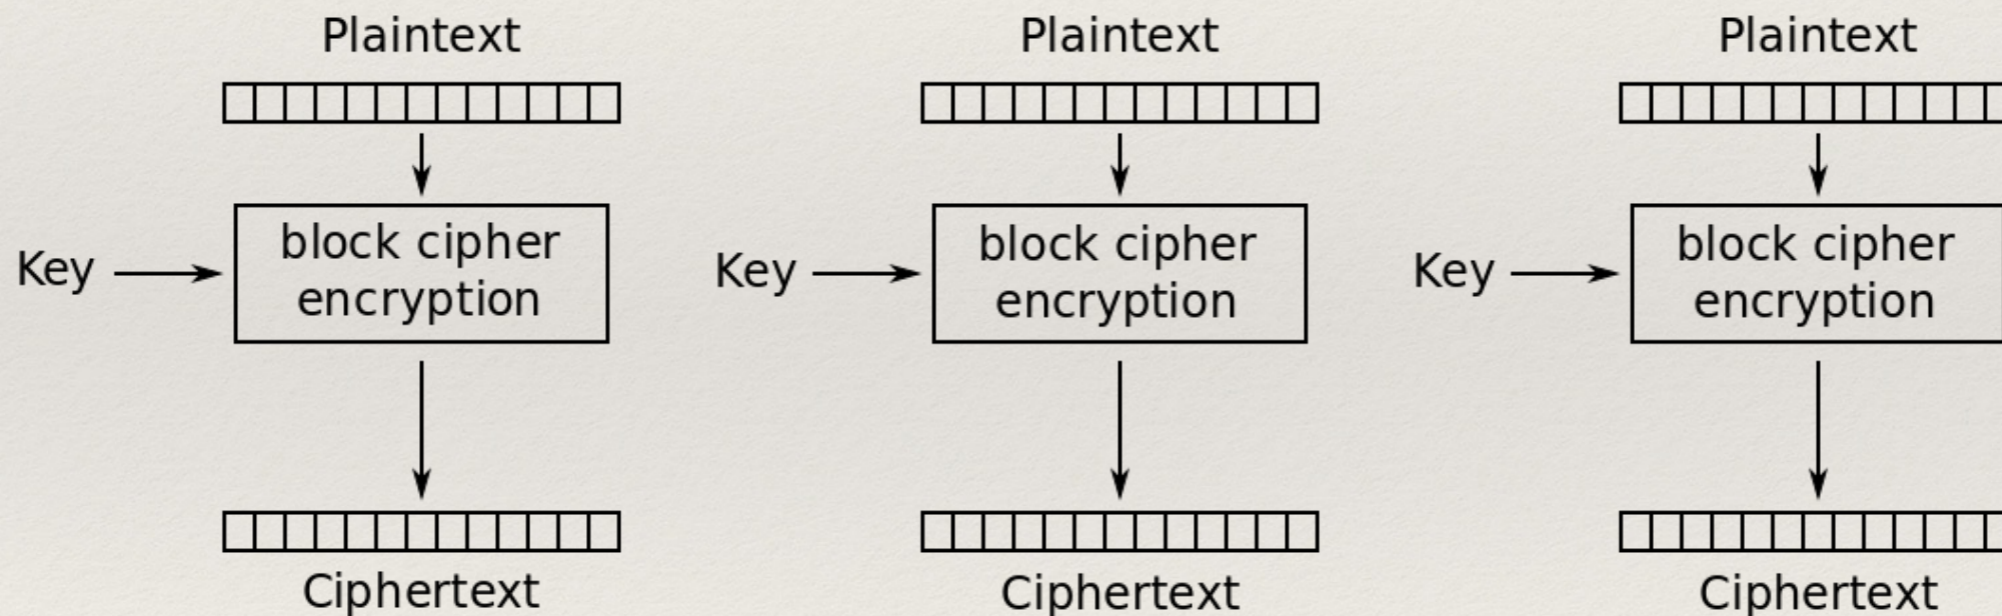 Plaintext
Plaintext
Plaintext
Key
block cipher
encryption
Key
block cipher
encryption
Key
block cipher
encryption
Ciphertext
Ciphertext
Ciphertext